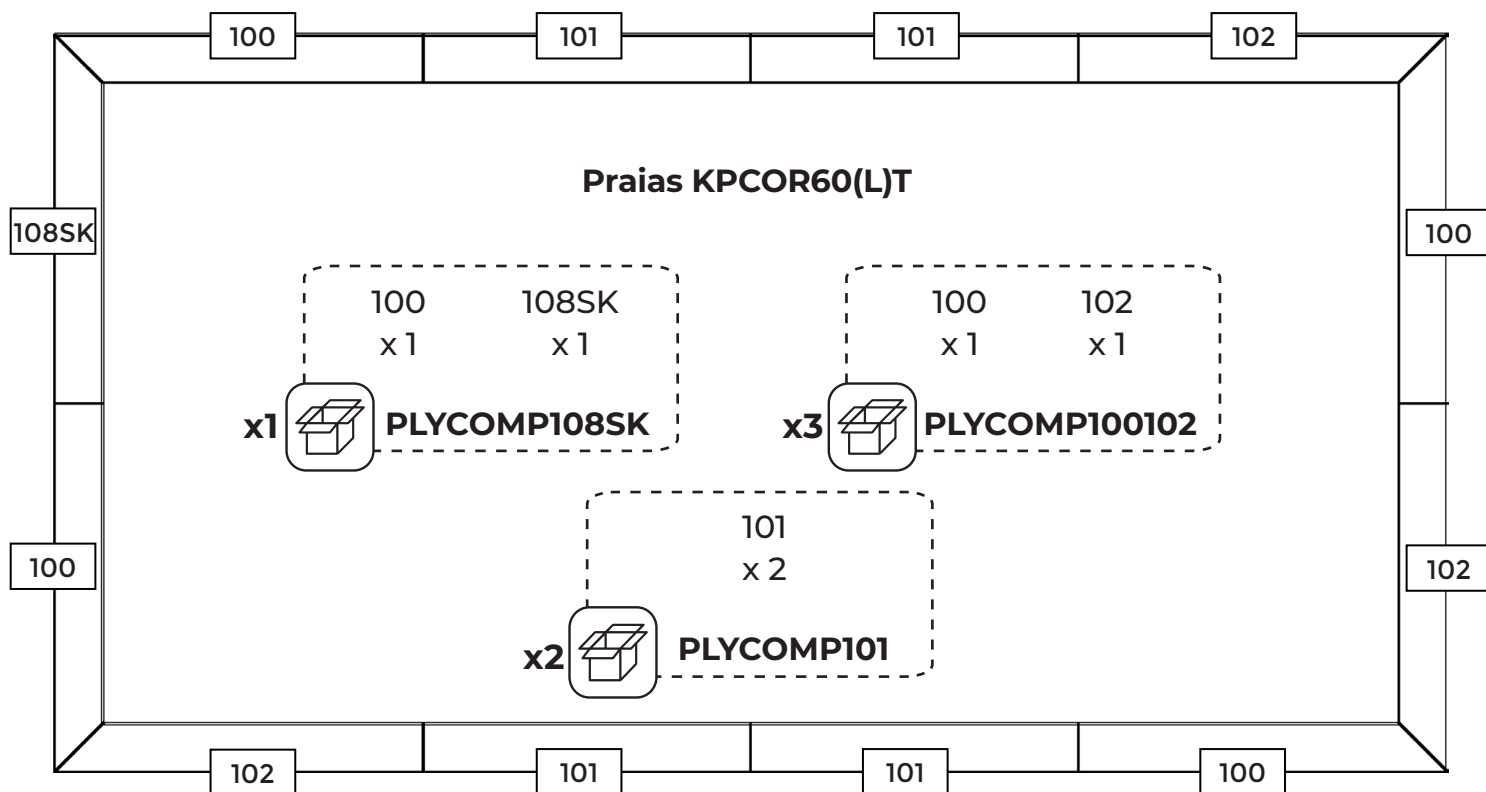 100 101 101 102
Praias KPCOR60(L)T
108SK 100
100 108SK 100 102
x 1 x 1 x 1 x 1
x1 PLYCOMP108SK x3 PLYCOMP100102
101
100 x 2 102
x2 PLYCOMP101
102 101 101 100